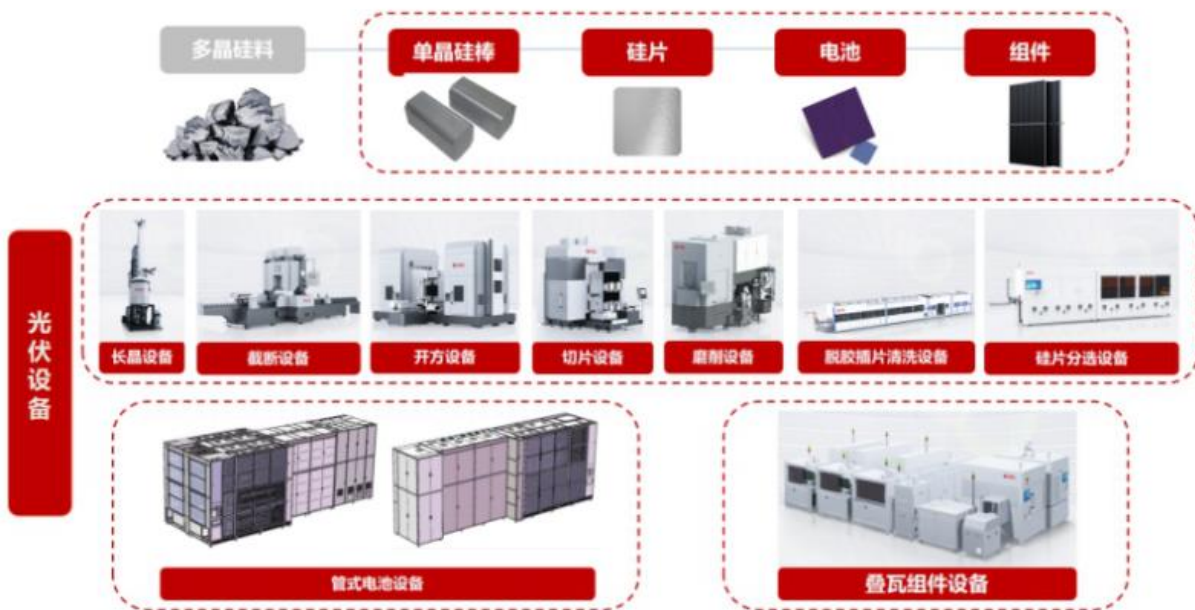 多晶硅料
单晶硅棒
硅片
电池
组件
光伏设备
长晶设备
截断设备
开方设备
切片设备
磨削设备
脱胶插片清洗设备
硅片分选设备
管式电池设备
叠瓦组件设备